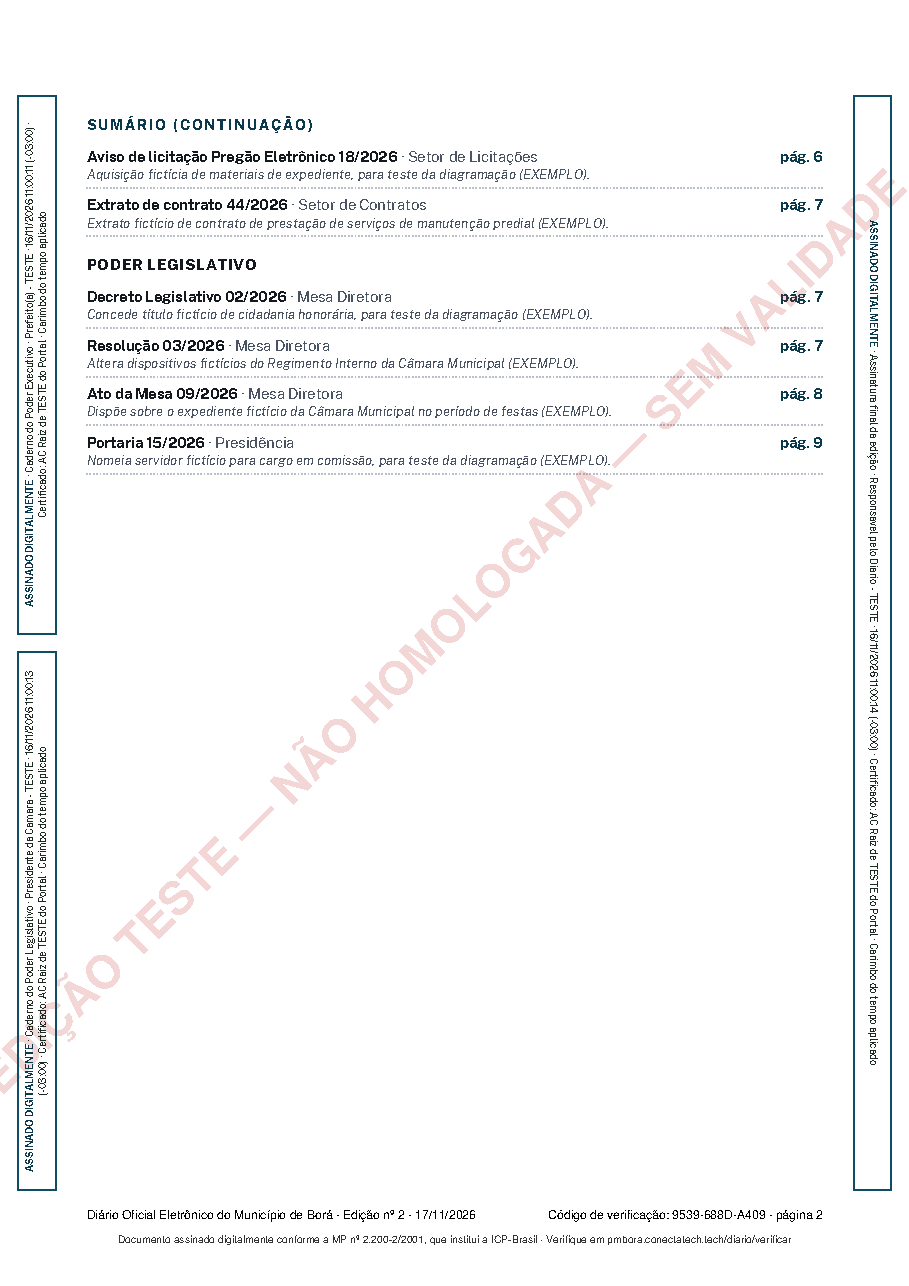 SUMÁRIO (CONTINUAÇÃO)
Aviso de licitação Pregão Eletrônico 18/2026 · Setor de Licitações pág. 6
Aquisição fictícia de materiais de expediente, para teste da diagramação (EXEMPLO).
Extrato de contrato 44/2026 · Setor de Contratos pág. 7
Extrato fictício de contrato de prestação de serviços de manutenção predial (EXEMPLO).
PODER LEGISLATIVO
Decreto Legislativo 02/2026 · Mesa Diretora pág. 7
Concede título fictício de cidadania honorária, para teste da diagramação (EXEMPLO).
Resolução 03/2026 · Mesa Diretora pág. 7
Altera dispositivos fictícios do Regimento Interno da Câmara Municipal (EXEMPLO).
Ato da Mesa 09/2026 · Mesa Diretora pág. 8
Dispõe sobre o expediente fictício da Câmara Municipal no período de festas (EXEMPLO).
Portaria 15/2026 · Presidência pág. 9
Nomeia servidor fictício para cargo em comissão, para teste da diagramação (EXEMPLO).
EDIÇÃO TESTE — NÃO HOMOLOGADA — SEM VALIDADE
ASSINADO DIGITALMENTE · Caderno do Poder Executivo · Prefeito(a) - TESTE · 16/11/2026 11:00:11 (-03:00) ·
Certificado: AC Raiz de TESTE do Portal · Carimbo do tempo aplicado
ASSINADO DIGITALMENTE · Caderno do Poder Legislativo · Presidente da Camara - TESTE · 16/11/2026 11:00:13
(-03:00) · Certificado: AC Raiz de TESTE do Portal · Carimbo do tempo aplicado
ASSINADO DIGITALMENTE · Assinatura final da edição · Responsavel pelo Diario - TESTE · 16/11/2026 11:00:14 (-03:00) · Certificado: AC Raiz de TESTE do Portal · Carimbo do tempo aplicado
Diário Oficial Eletrônico do Município de Borá - Edição nº 2 - 17/11/2026 Código de verificação: 9539-688D-A409 - página 2
Documento assinado digitalmente conforme a MP nº 2.200-2/2001, que institui a ICP-Brasil · Verifique em pmbora.conectatech.tech/diario/verificar